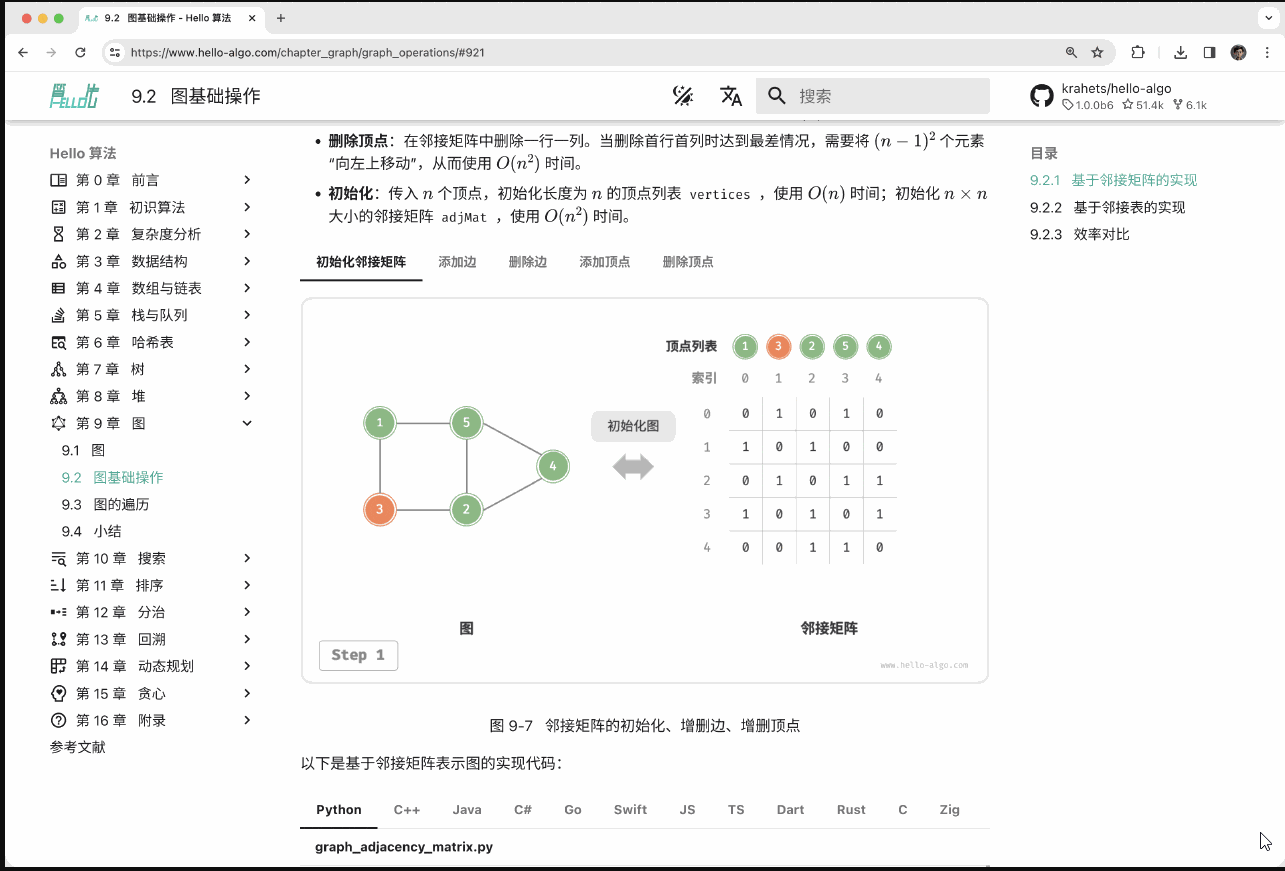 9.2 图基础操作 - Hello 算法
https://www.hello-algo.com/chapter_graph/graph_operations/#921
9.2 图基础操作
搜索
krahets/hello-algo
1.0.0b6 51.4k 6.1k
Hello 算法
第 0 章 前言
第 1 章 初识算法
第 2 章 复杂度分析
第 3 章 数据结构
第 4 章 数组与链表
第 5 章 栈与队列
第 6 章 哈希表
第 7 章 树
第 8 章 堆
第 9 章 图
9.1 图
9.2 图基础操作
9.3 图的遍历
9.4 小结
第 10 章 搜索
第 11 章 排序
第 12 章 分治
第 13 章 回溯
第 14 章 动态规划
第 15 章 贪心
第 16 章 附录
参考文献
• 删除顶点：在邻接矩阵中删除一行一列。当删除首行首列时达到最差情况，需要将 (n − 1)² 个元素
“向左上移动”，从而使用 O(n²) 时间。
• 初始化：传入 n 个顶点，初始化长度为 n 的顶点列表 vertices ，使用 O(n) 时间；初始化 n × n
大小的邻接矩阵 adjMat ，使用 O(n²) 时间。
初始化邻接矩阵 添加边 删除边 添加顶点 删除顶点
1 5
4
3 2
图
初始化图
顶点列表 1 3 2 5 4
索引 0 1 2 3 4
0 0 1 0 1 0
1 1 0 1 0 0
2 0 1 0 1 1
3 1 0 1 0 1
4 0 0 1 1 0
邻接矩阵
Step 1
www.hello-algo.com
图 9-7 邻接矩阵的初始化、增删边、增删顶点
以下是基于邻接矩阵表示图的实现代码：
Python C++ Java C# Go Swift JS TS Dart Rust C Zig
graph_adjacency_matrix.py
目录
9.2.1 基于邻接矩阵的实现
9.2.2 基于邻接表的实现
9.2.3 效率对比